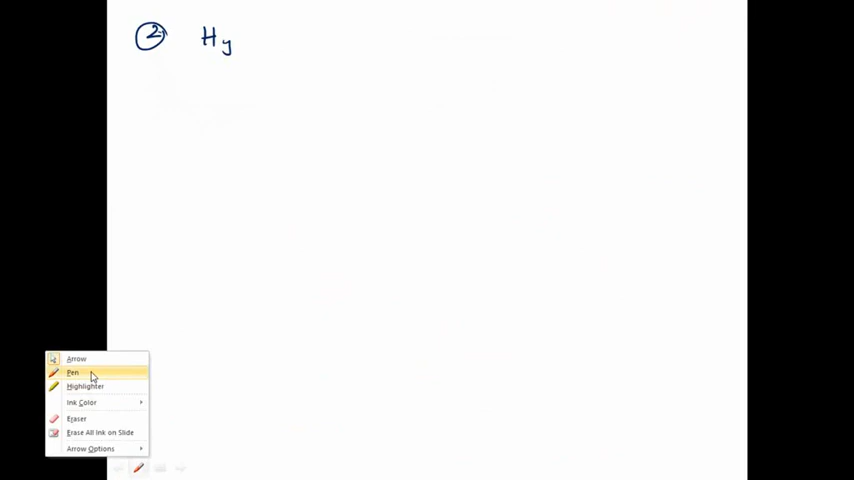 ② Hy
Arrow
Pen
Highlighter
Ink Color
Eraser
Erase All Ink on Slide
Arrow Options